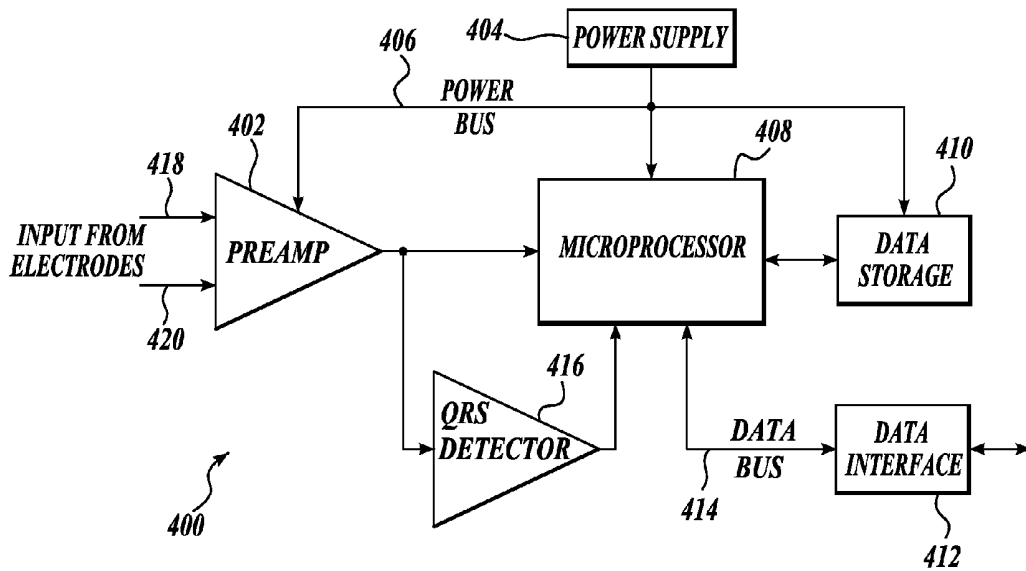 404
POWER SUPPLY
406
POWER
BUS
402
408
410
418
INPUT FROM
ELECTRODES
420
PREAMP
MICROPROCESSOR
DATA
STORAGE
416
QRS
DETECTOR
DATA
BUS
414
DATA
INTERFACE
412
400